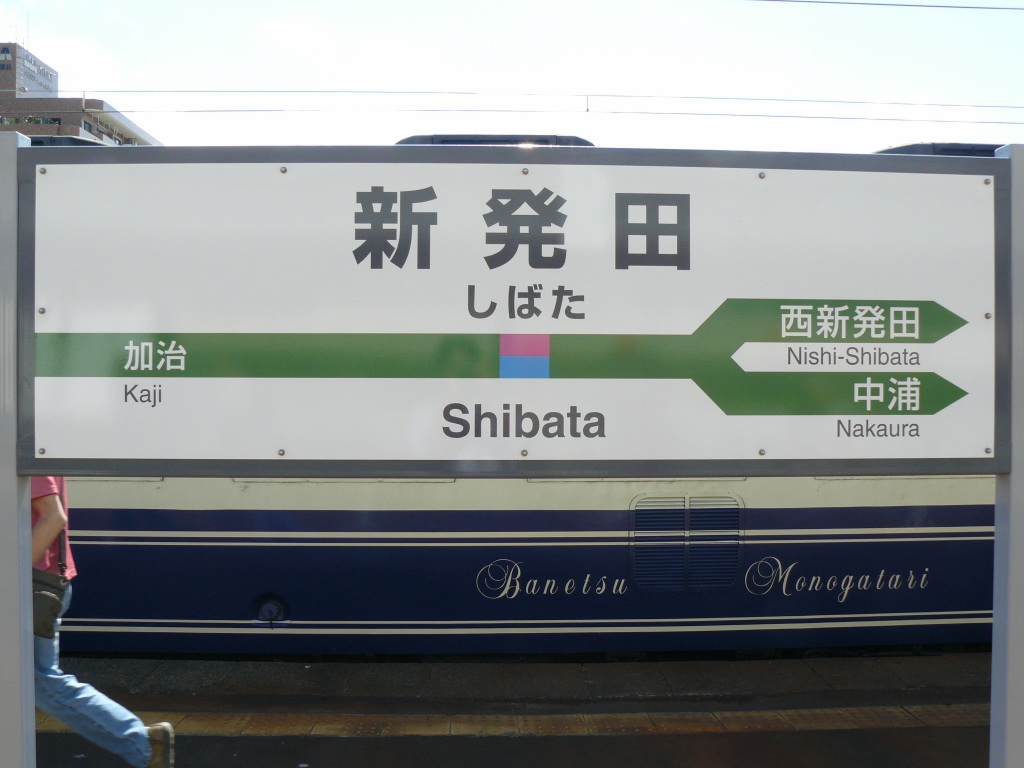 新発田
しばた
西新発田
Nishi-Shibata
加治
Kaji
中浦
Nakaura
Shibata
Banetsu Monogatari